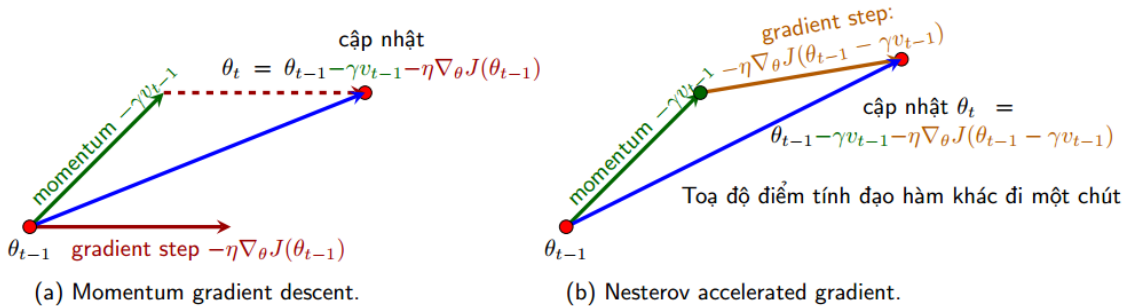 cập nhật
θ_t = θ_{t−1}−γv_{t−1}−η∇_θJ(θ_{t−1})
momentum −γv_{t−1}
θ_{t−1}
gradient step −η∇_θJ(θ_{t−1})
(a) Momentum gradient descent.
gradient step:
−η∇_θJ(θ_{t−1} − γv_{t−1})
momentum −γv_{t−1}
cập nhật θ_t =
θ_{t−1}−γv_{t−1}−η∇_θJ(θ_{t−1} − γv_{t−1})
Toạ độ điểm tính đạo hàm khác đi một chút
θ_{t−1}
(b) Nesterov accelerated gradient.